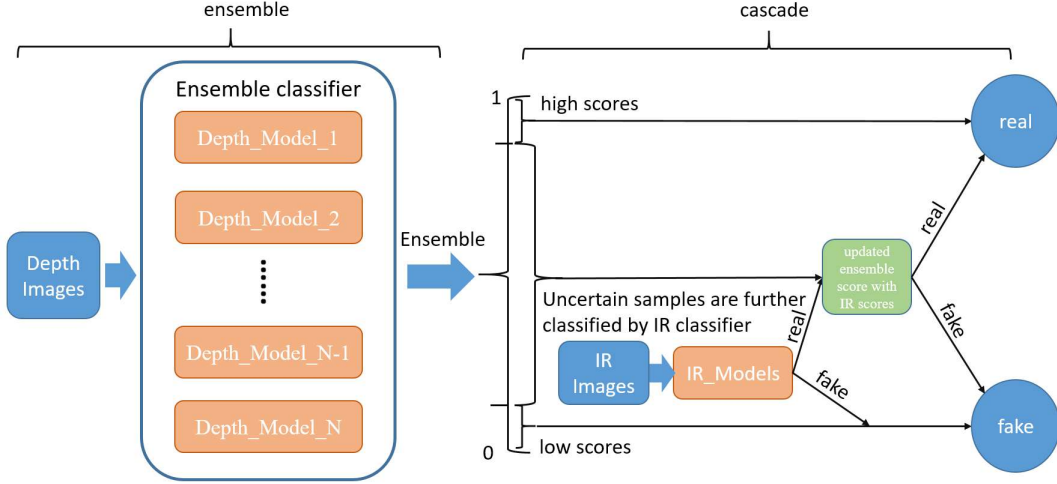 ensemble
cascade
Ensemble classifier
Depth_Model_1
Depth_Model_2
Depth_Model_N-1
Depth_Model_N
Depth
Images
Ensemble
1
high scores
real
updated
ensemble
score with
IR scores
real
fake
Uncertain samples are further
classified by IR classifier
IR
Images
IR_Models
real
fake
0
low scores
fake